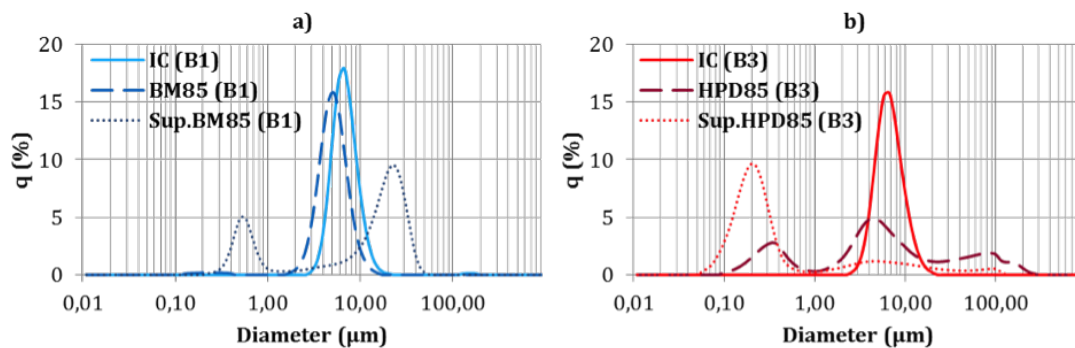 a)
20
15
10
5
0
q (%)
IC (B1)
BM85 (B1)
Sup.BM85 (B1)
0,01 0,10 1,00 10,00 100,00
Diameter (µm)
b)
20
15
10
5
0
q (%)
IC (B3)
HPD85 (B3)
Sup.HPD85 (B3)
0,01 0,10 1,00 10,00 100,00
Diameter (µm)